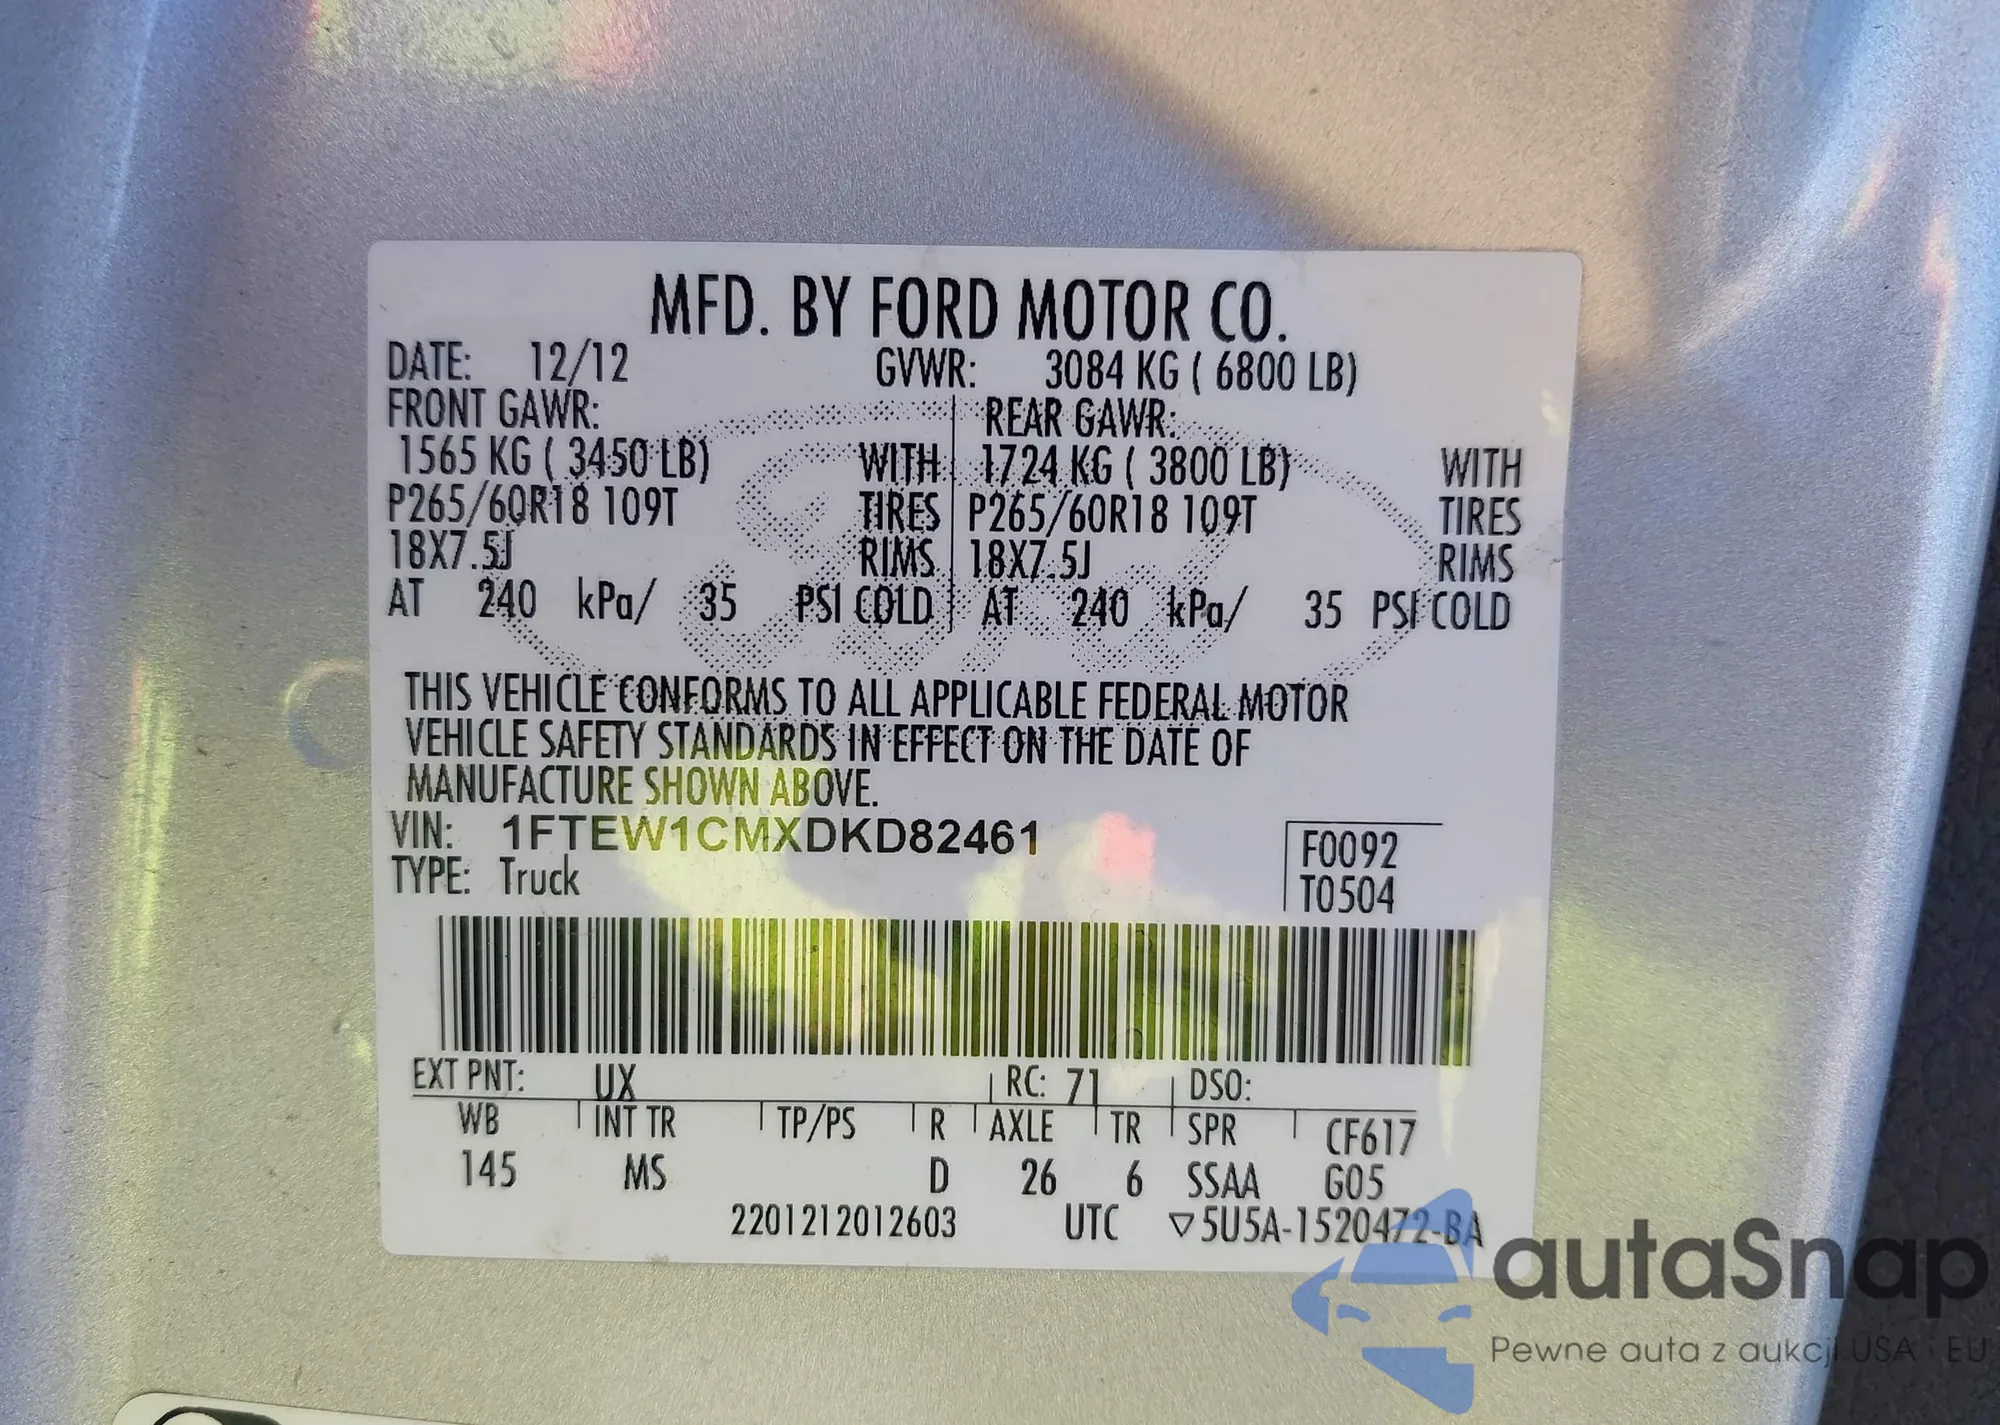 MFD. BY FORD MOTOR CO.
DATE: 12/12 GVWR: 3084 KG ( 6800 LB)
FRONT GAWR: REAR GAWR:
1565 KG ( 3450 LB) WITH 1724 KG ( 3800 LB) WITH
P265/60R18 109T TIRES P265/60R18 109T TIRES
18X7.5J RIMS 18X7.5J RIMS
AT 240 kPa/ 35 PSI COLD AT 240 kPa/ 35 PSI COLD
THIS VEHICLE CONFORMS TO ALL APPLICABLE FEDERAL MOTOR
VEHICLE SAFETY STANDARDS IN EFFECT ON THE DATE OF
MANUFACTURE SHOWN ABOVE.
VIN: 1FTEW1CMXDKD82461 F0092
TYPE: Truck T0504
EXT PNT: UX RC: 71 DSO:
WB INT TR TP/PS R AXLE TR SPR CF617
145 MS D 26 6 SSAA G05
2201212012603 UTC ▽5U5A-1520472-BA
autaSnap
Pewne auta z aukcji USA i EU